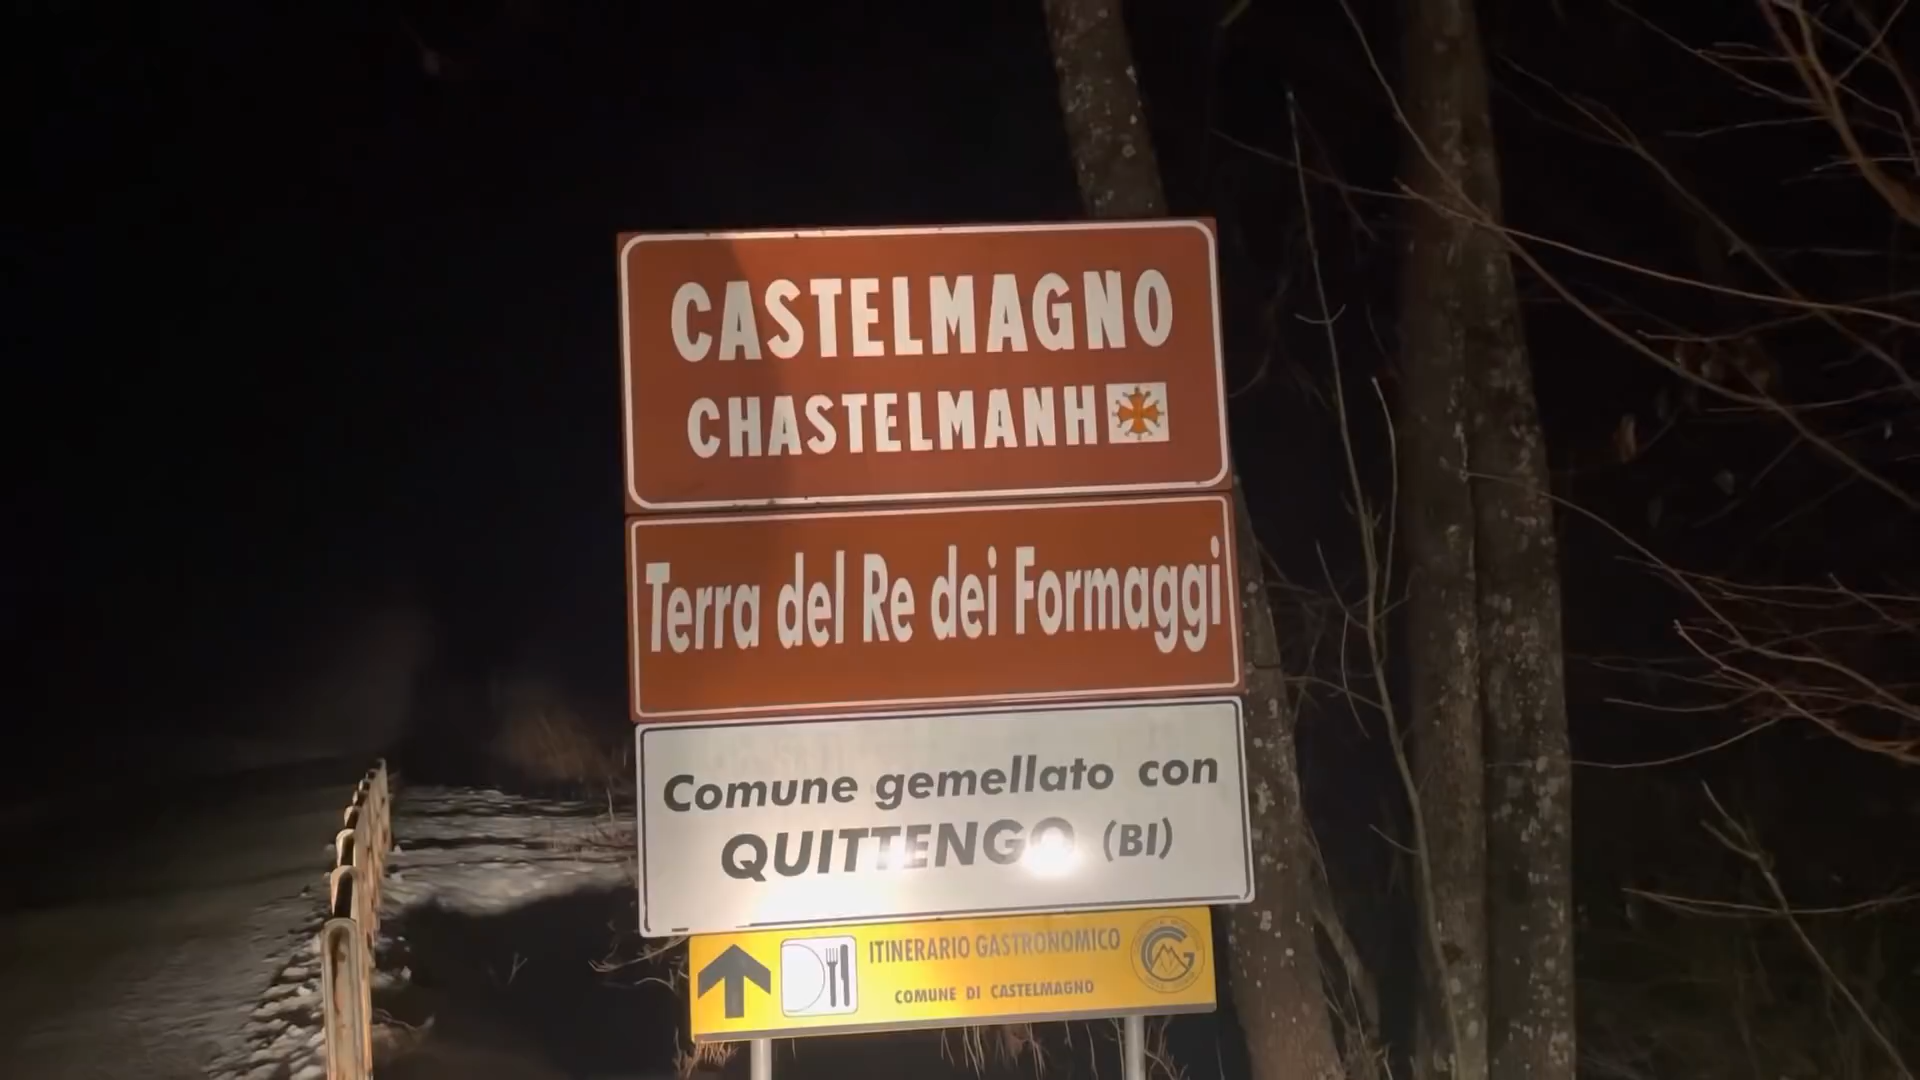 CASTELMAGNO
CHASTELMANH
Terra del Re dei Formaggi
Comune gemellato con
QUITTENGO (BI)
ITINERARIO GASTRONOMICO
COMUNE DI CASTELMAGNO